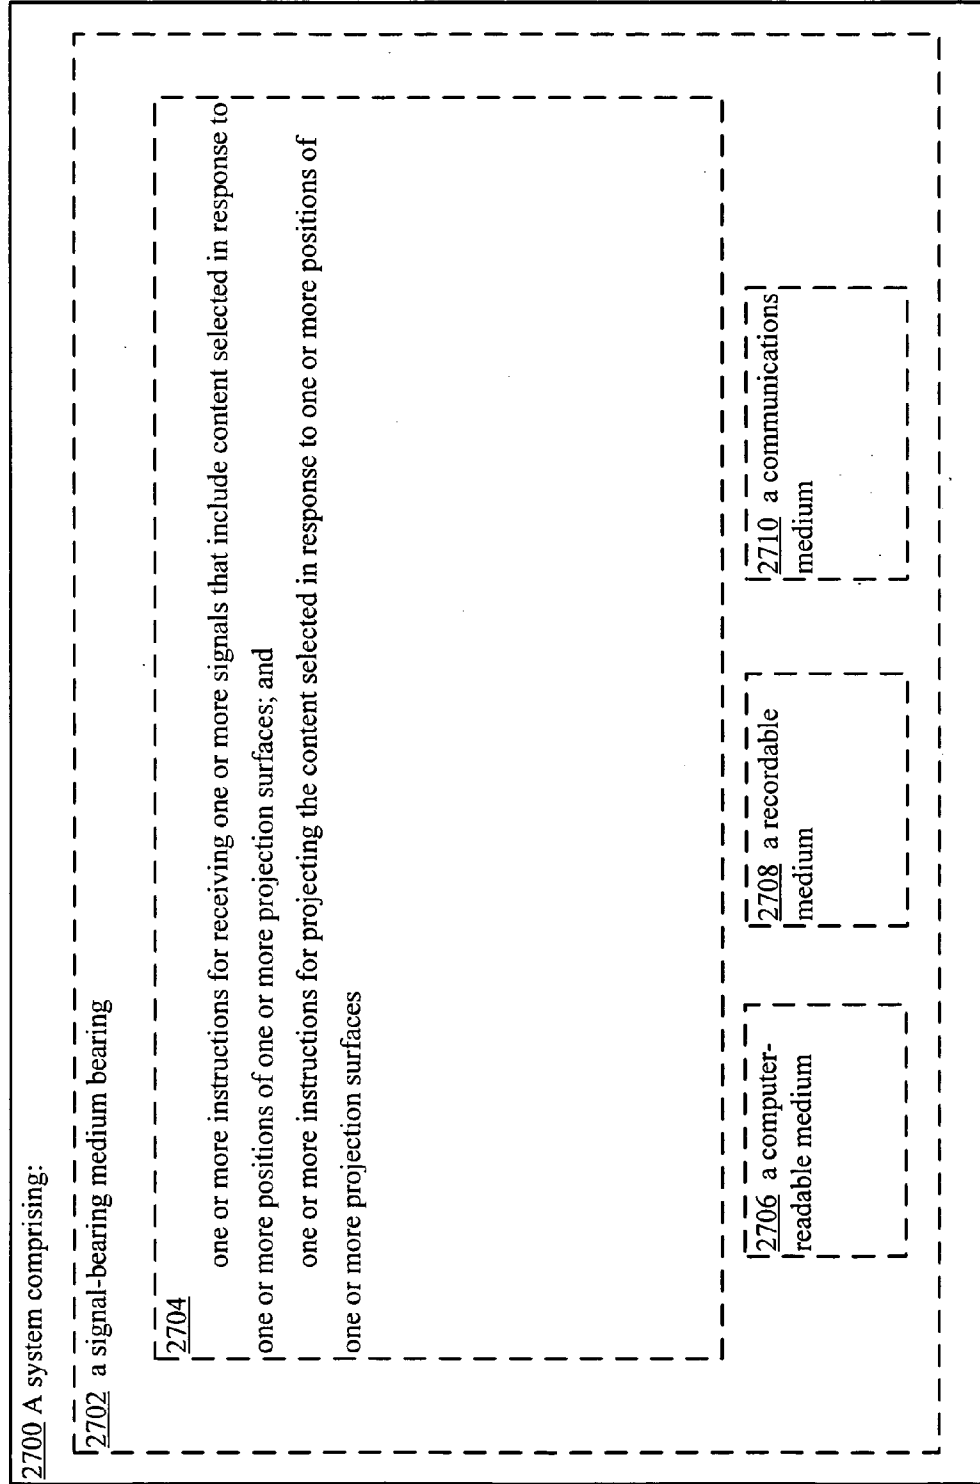 2700 A system comprising:
2702 a signal-bearing medium bearing
2704
one or more instructions for receiving one or more signals that include content selected in response to
one or more positions of one or more projection surfaces; and
one or more instructions for projecting the content selected in response to one or more positions of
one or more projection surfaces
2706 a computer-
readable medium
2708 a recordable
medium
2710 a communications
medium